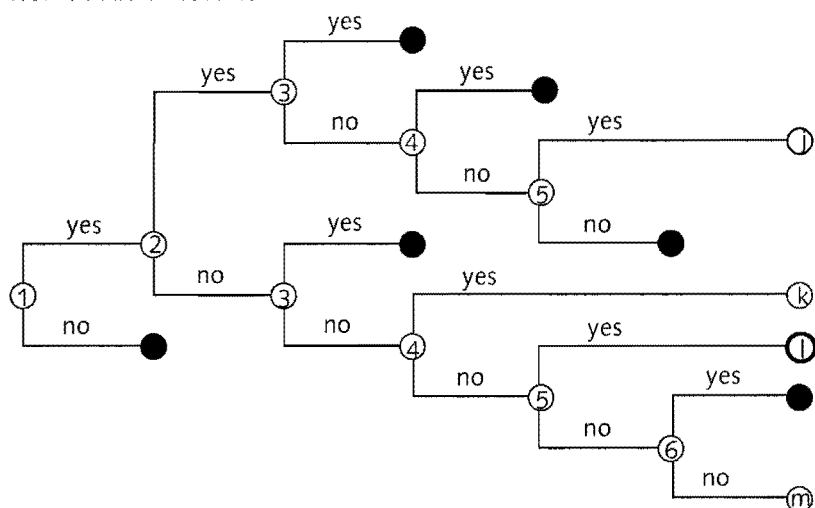 yes
yes
3
yes
no
4
yes
j
no
5
yes
yes
no
2
no
3
yes
1
k
no
no
4
yes
l
no
5
yes
no
6
no
m